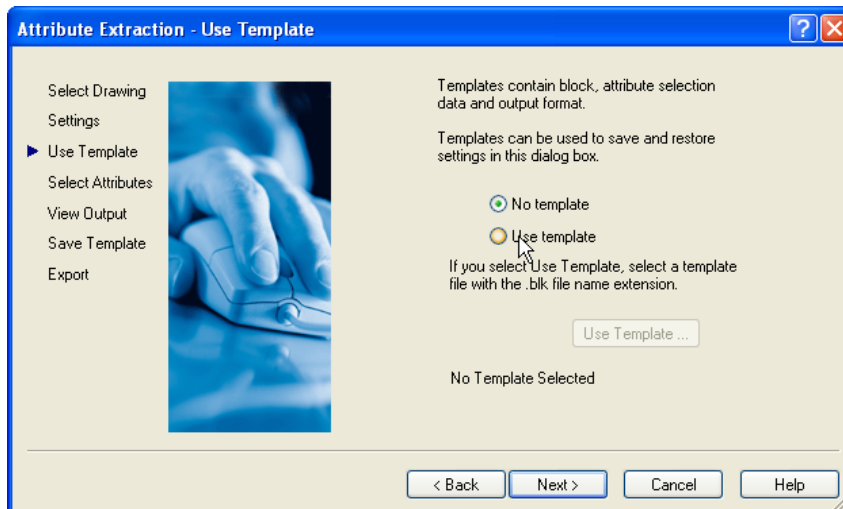 Attribute Extraction - Use Template
Select Drawing
Settings
Use Template
Select Attributes
View Output
Save Template
Export
Templates contain block, attribute selection
data and output format.
Templates can be used to save and restore
settings in this dialog box.
No template
Use template
If you select Use Template, select a template
file with the .blk file name extension.
Use Template ...
No Template Selected
< Back
Next >
Cancel
Help